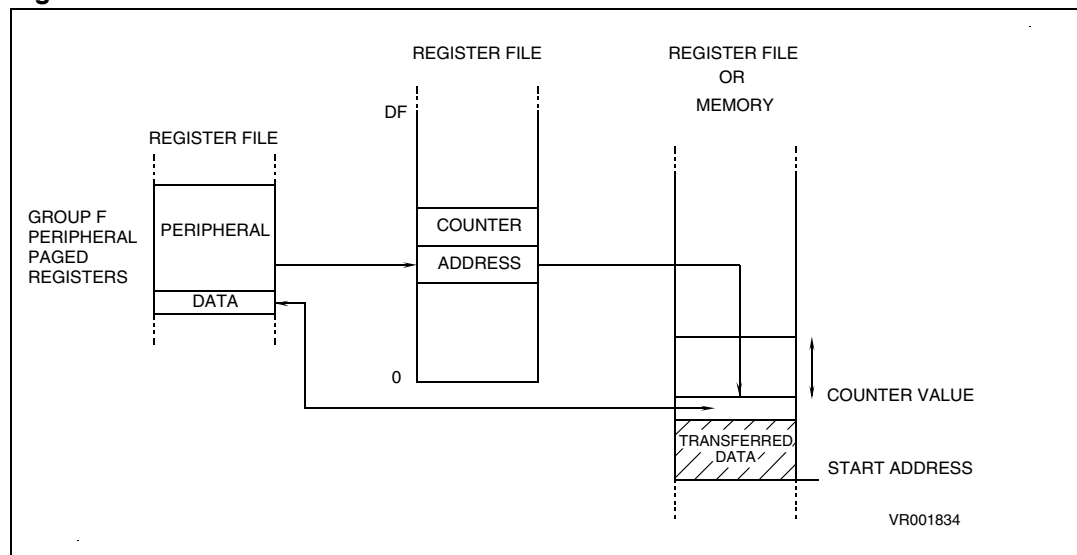 REGISTER FILE
REGISTER FILE
OR
MEMORY
DF
REGISTER FILE
GROUP F
PERIPHERAL
PAGED
REGISTERS
PERIPHERAL
COUNTER
ADDRESS
DATA
0
COUNTER VALUE
TRANSFERRED
DATA
START ADDRESS
VR001834